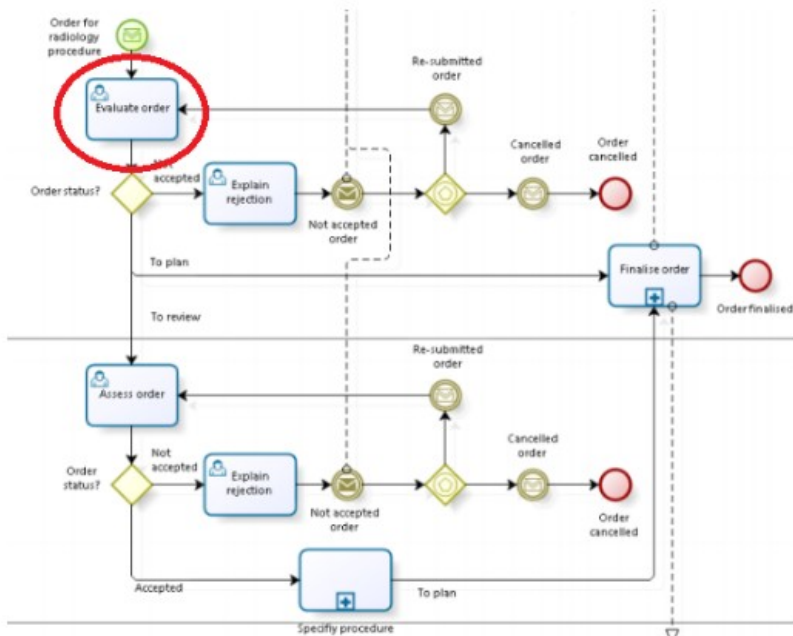 Order for
radiology
procedure
Re-submitted
order
Evaluate order
Cancelled
order
Order
cancelled
Not
accepted
Order status?
Explain
rejection
Not accepted
order
To plan
Finalise order
Order finalised
To review
Re-submitted
order
Assess order
Cancelled
order
Not
accepted
Order
status?
Explain
rejection
Not accepted
order
Order
cancelled
Accepted
To plan
Specifiy procedure